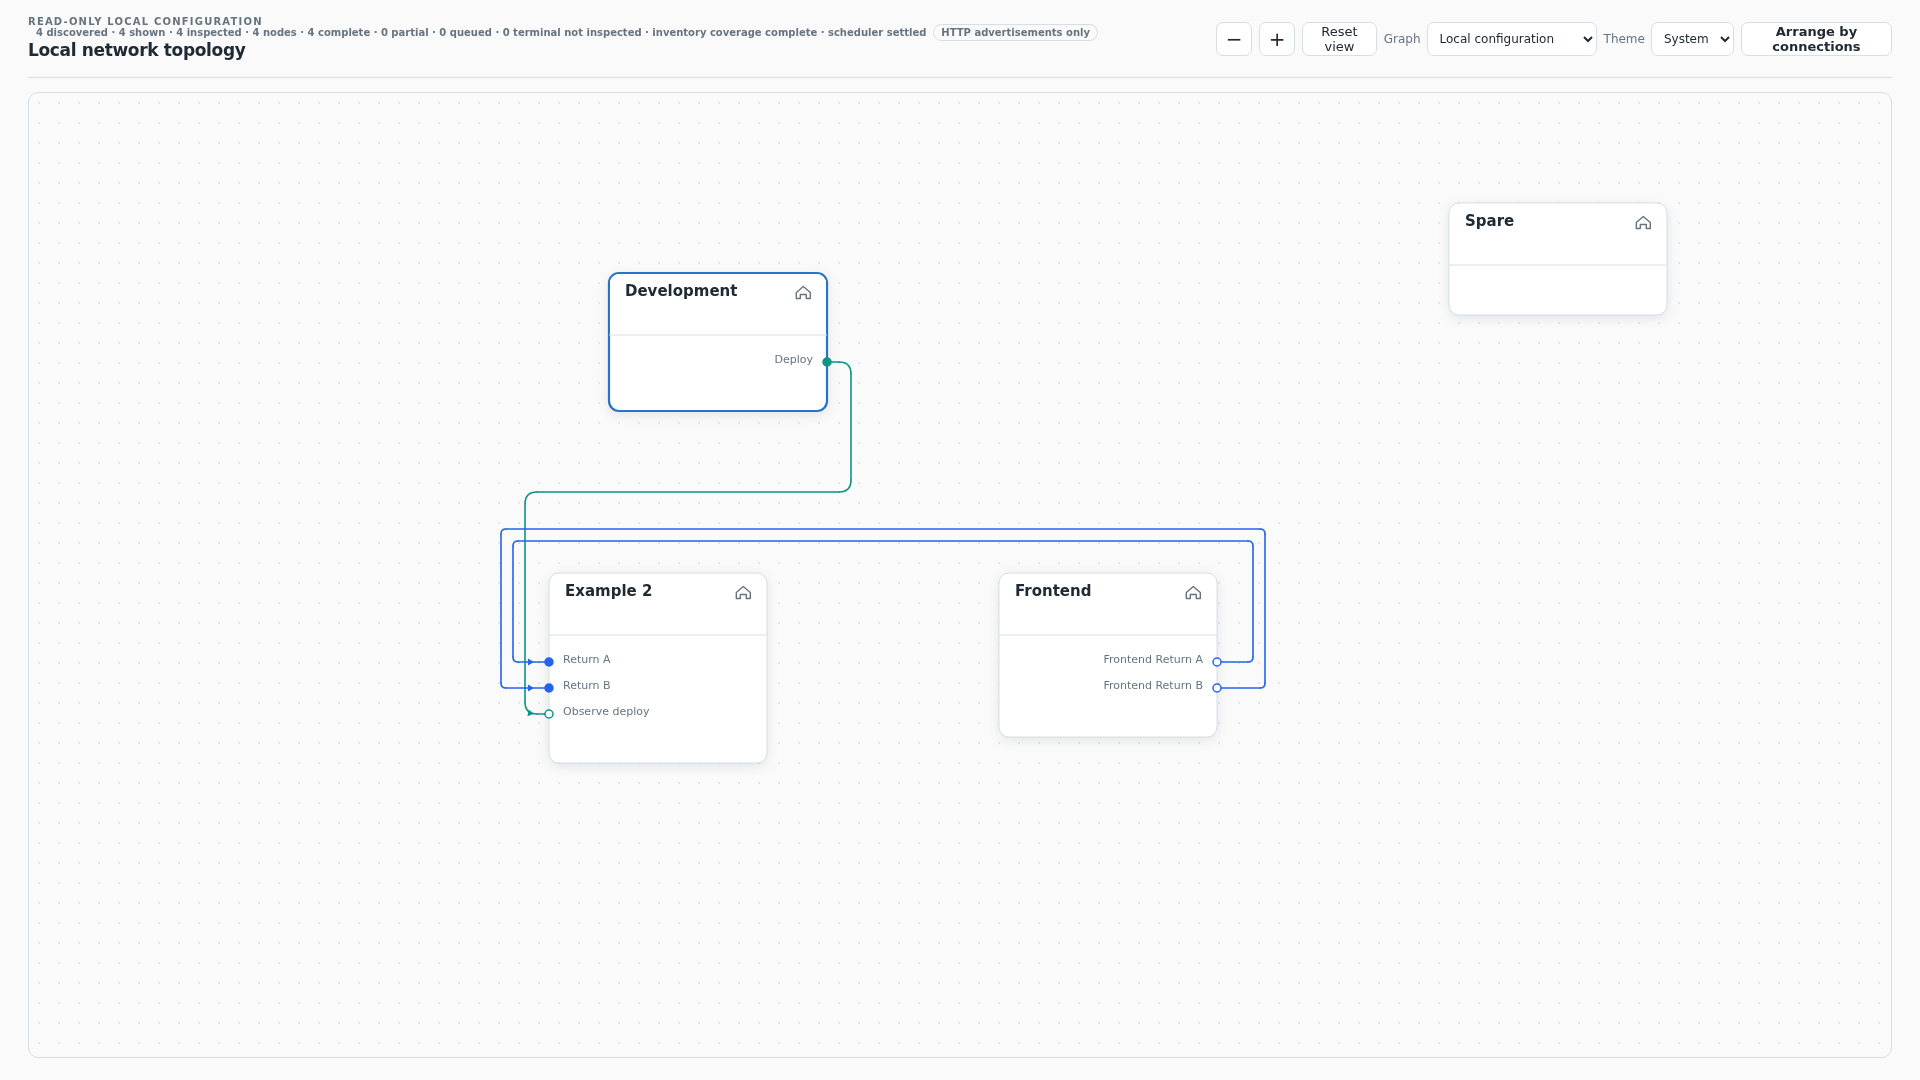 READ-ONLY LOCAL CONFIGURATION
4 discovered · 4 shown · 4 inspected · 4 nodes · 4 complete · 0 partial · 0 queued · 0 terminal not inspected · inventory coverage complete · scheduler settled
HTTP advertisements only
Local network topology
−
+
Reset
view
Graph
Local configuration
Theme
System
Arrange by
connections
Spare
Development
Deploy
Example 2
Return A
Return B
Observe deploy
Frontend
Frontend Return A
Frontend Return B